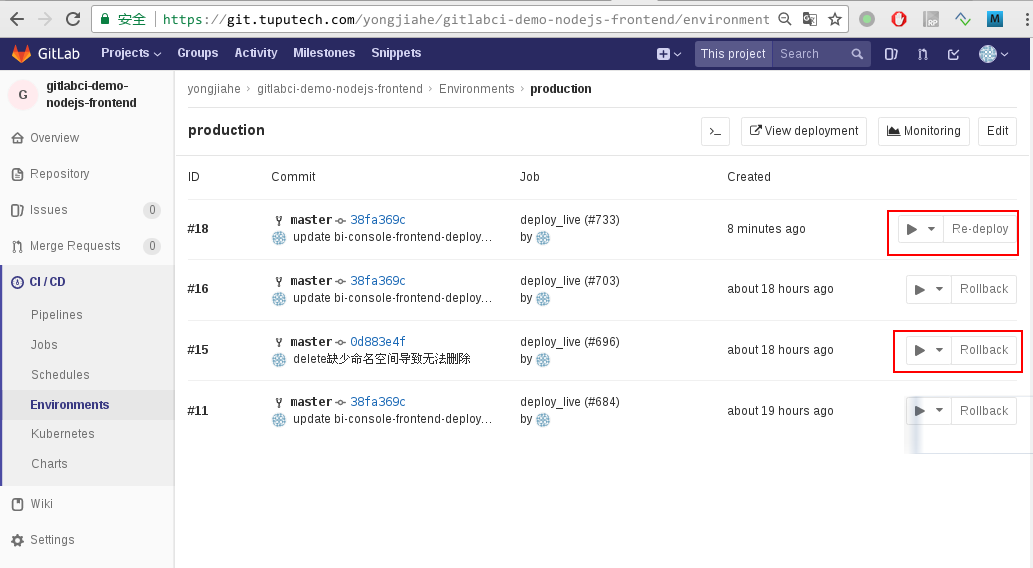 安全 https://git.tuputech.com/yongjiahe/gitlabci-demo-nodejs-frontend/environment
GitLab Projects Groups Activity Milestones Snippets This project Search
G gitlabci-demo-
nodejs-frontend
yongjiahe › gitlabci-demo-nodejs-frontend › Environments › production
Overview
Repository
Issues 0
Merge Requests 0
CI / CD
Pipelines
Jobs
Schedules
Environments
Kubernetes
Charts
Wiki
Settings
production >_ View deployment Monitoring Edit
ID Commit Job Created
#18 master 38fa369c deploy_live (#733) 8 minutes ago Re-deploy
update bi-console-frontend-deploy… by
#16 master 38fa369c deploy_live (#703) about 18 hours ago Rollback
update bi-console-frontend-deploy… by
#15 master 0d883e4f deploy_live (#696) about 18 hours ago Rollback
delete缺少命名空间导致无法删除 by
#11 master 38fa369c deploy_live (#684) about 19 hours ago Rollback
update bi-console-frontend-deploy… by
RP
M